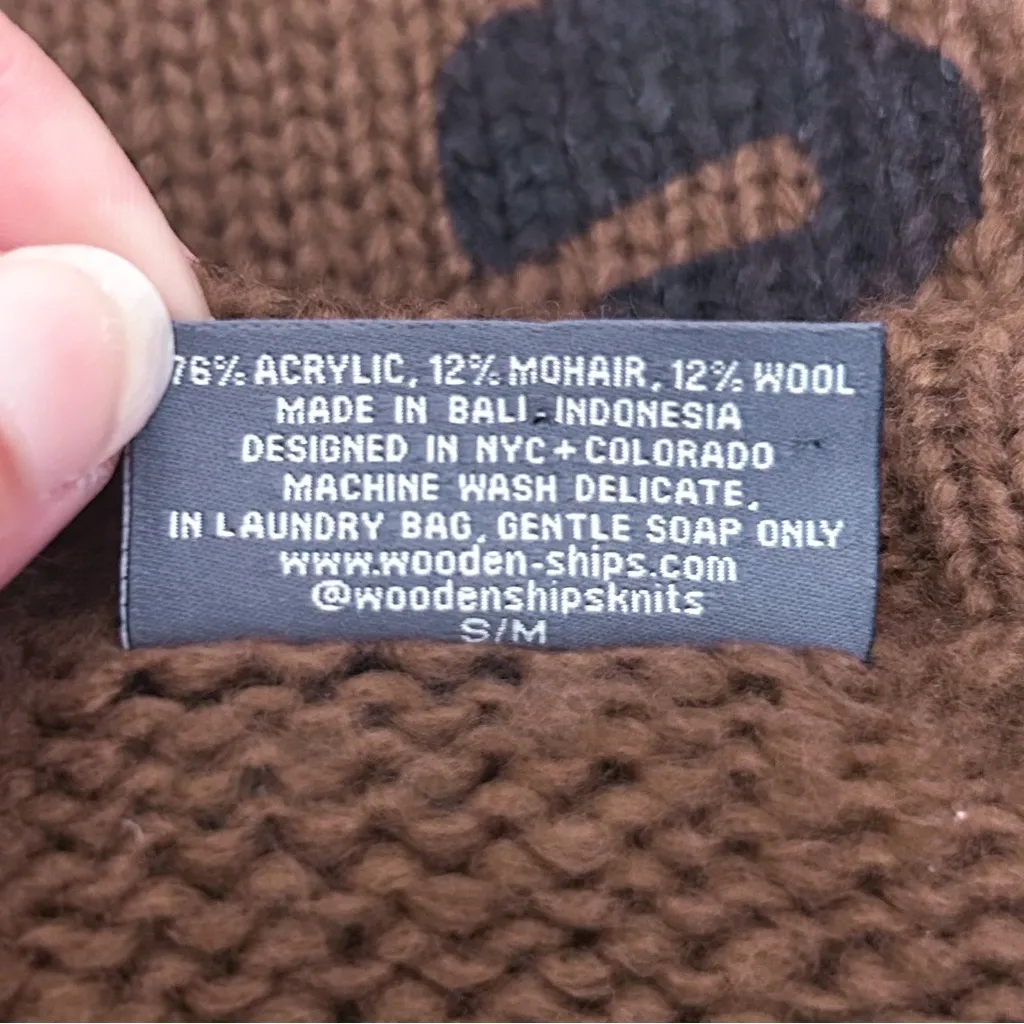 76% ACRYLIC, 12% MOHAIR, 12% WOOL
MADE IN BALI, INDONESIA
DESIGNED IN NYC + COLORADO
MACHINE WASH DELICATE,
IN LAUNDRY BAG, GENTLE SOAP ONLY
www.wooden-ships.com
@woodenshipsknits
S/M